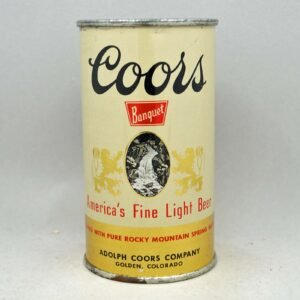 Coors
Banquet
America's Fine Light Beer
WITH PURE ROCKY MOUNTAIN SPRING
ADOLPH COORS COMPANY
GOLDEN, COLORADO